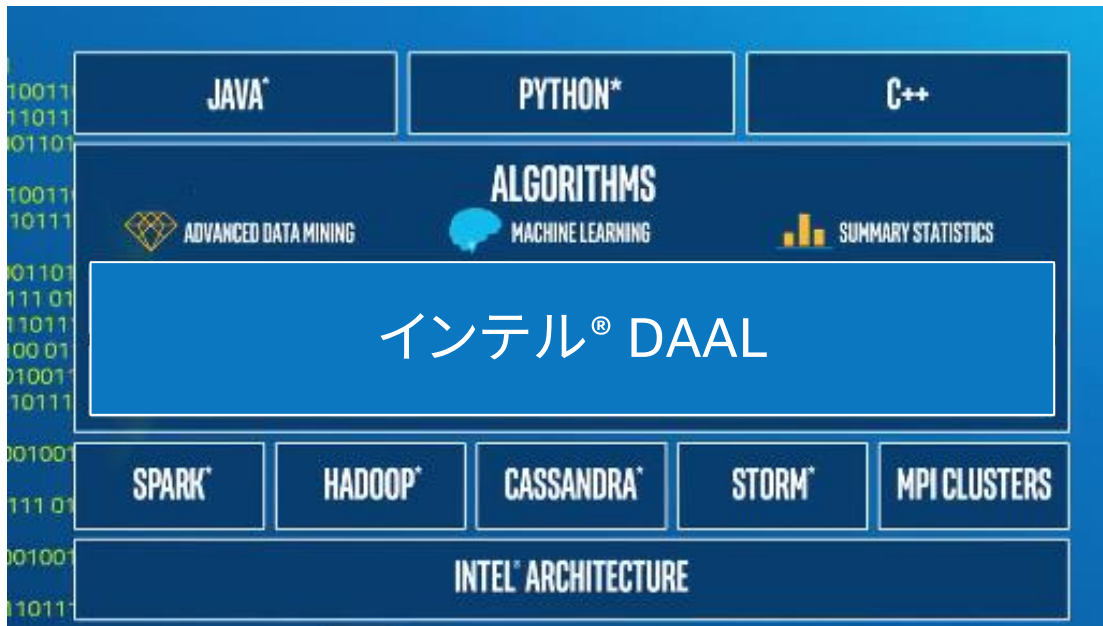 JAVA*
PYTHON*
C++
ALGORITHMS
ADVANCED DATA MINING
MACHINE LEARNING
SUMMARY STATISTICS
インテル® DAAL
SPARK*
HADOOP*
CASSANDRA*
STORM*
MPI CLUSTERS
INTEL® ARCHITECTURE